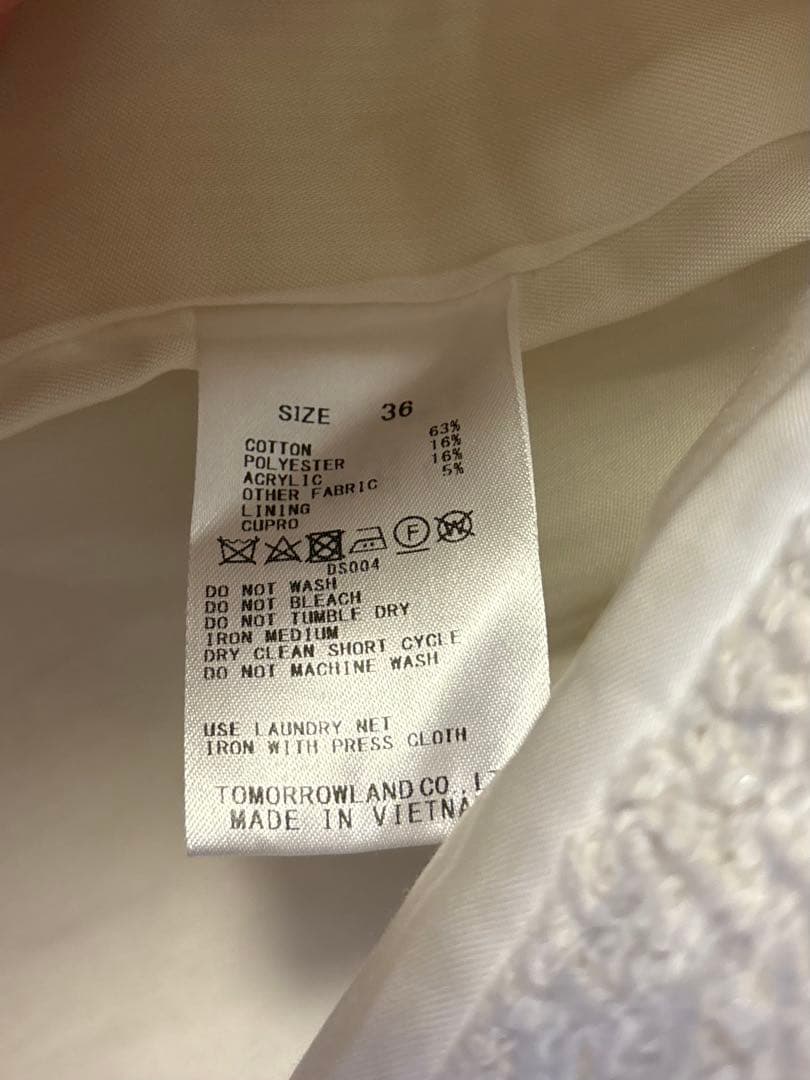 SIZE 36
COTTON 63%
POLYESTER 16%
ACRYLIC 16%
OTHER FABRIC 5%
LINING
CUPRO
F W
DS004
DO NOT WASH
DO NOT BLEACH
DO NOT TUMBLE DRY
IRON MEDIUM
DRY CLEAN SHORT CYCLE
DO NOT MACHINE WASH
USE LAUNDRY NET
IRON WITH PRESS CLOTH
TOMORROWLAND CO.,
MADE IN VIETNA